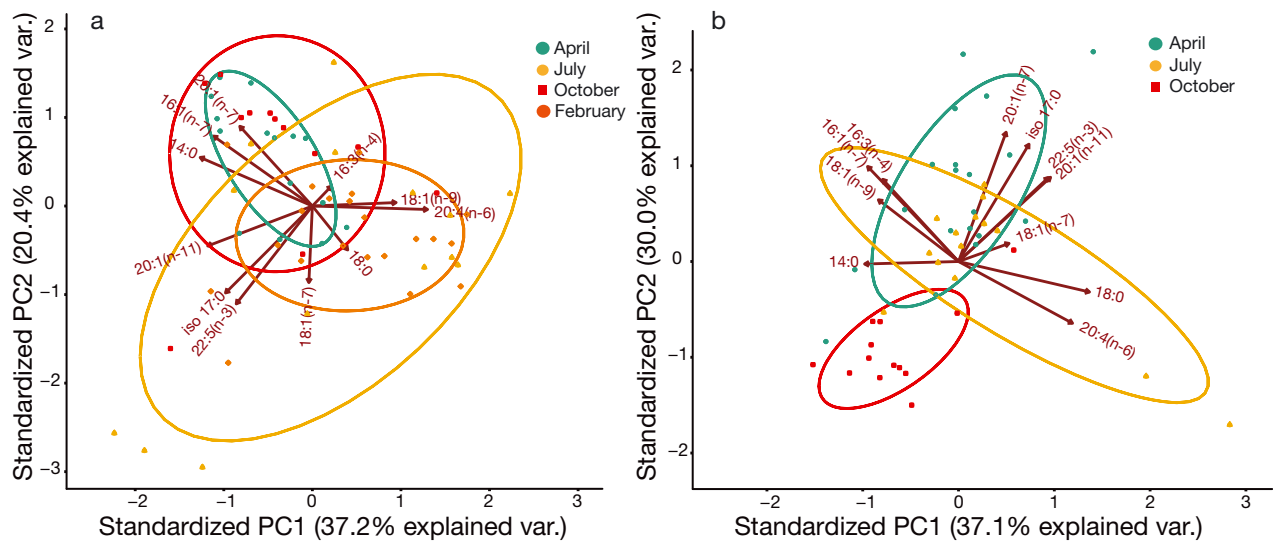 a
Standardized PC2 (20.4% explained var.)
2
1
0
−1
−2
−3
April
July
October
February
20:1(n-7)
16:1(n-7)
14:0
16:3(n-4)
18:1(n-9)
20:4(n-6)
20:1(n-11)
18:0
iso 17:0
22:5(n-3)
18:1(n-7)
−2
−1
0
1
2
3
Standardized PC1 (37.2% explained var.)
b
Standardized PC2 (30.0% explained var.)
2
1
0
−1
−2
April
July
October
20:1(n-7)
iso 17:0
16:3(n-4)
16:1(n-7)
22:5(n-3)
20:1(n-11)
18:1(n-9)
18:1(n-7)
14:0
18:0
20:4(n-6)
−2
−1
0
1
2
3
Standardized PC1 (37.1% explained var.)